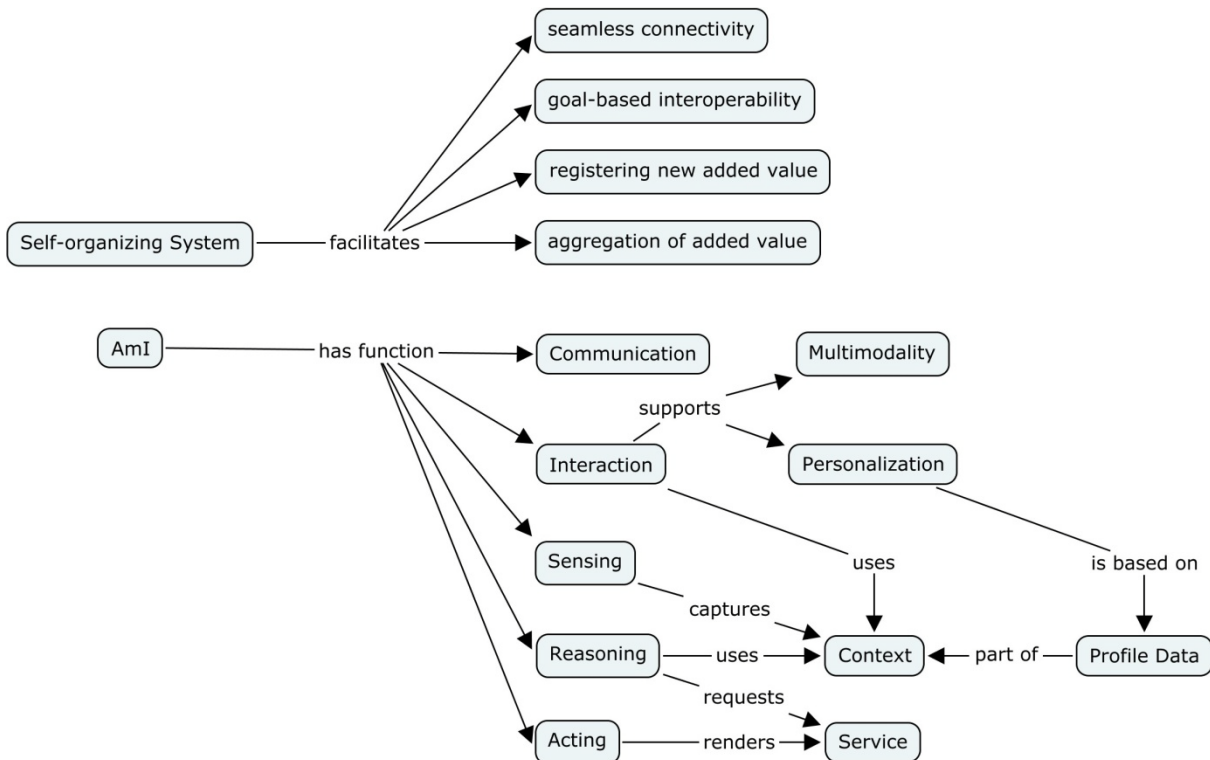 seamless connectivity
goal-based interoperability
registering new added value
Self-organizing System
facilitates
aggregation of added value
AmI
has function
Communication
Multimodality
supports
Interaction
Personalization
Sensing
uses
is based on
captures
Reasoning
uses
Context
part of
Profile Data
requests
Acting
renders
Service